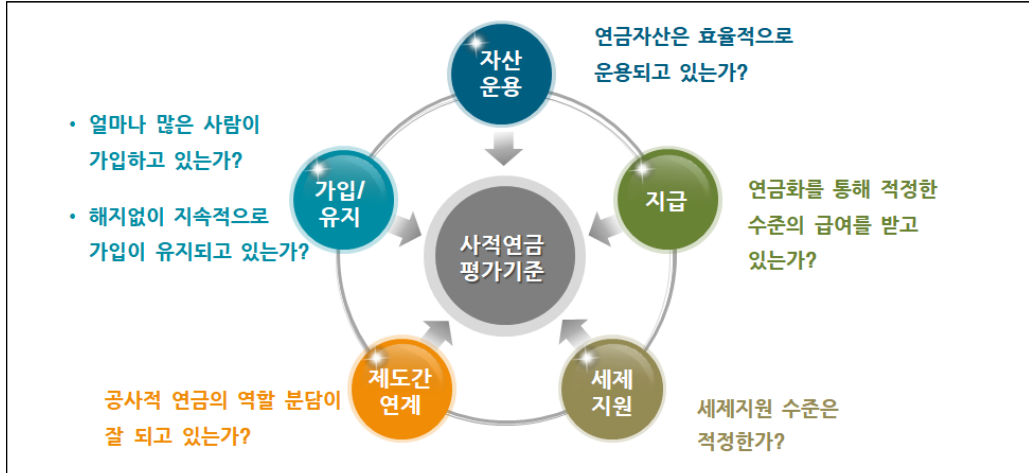 연금자산은 효율적으로
운용되고 있는가?
자산
운용
• 얼마나 많은 사람이
가입하고 있는가?
• 해지없이 지속적으로
가입이 유지되고 있는가?
가입/
유지
지급
연금화를 통해 적정한
수준의 급여를 받고
있는가?
사적연금
평가기준
제도간
연계
공사적 연금의 역할 분담이
잘 되고 있는가?
세제
지원
세제지원 수준은
적정한가?